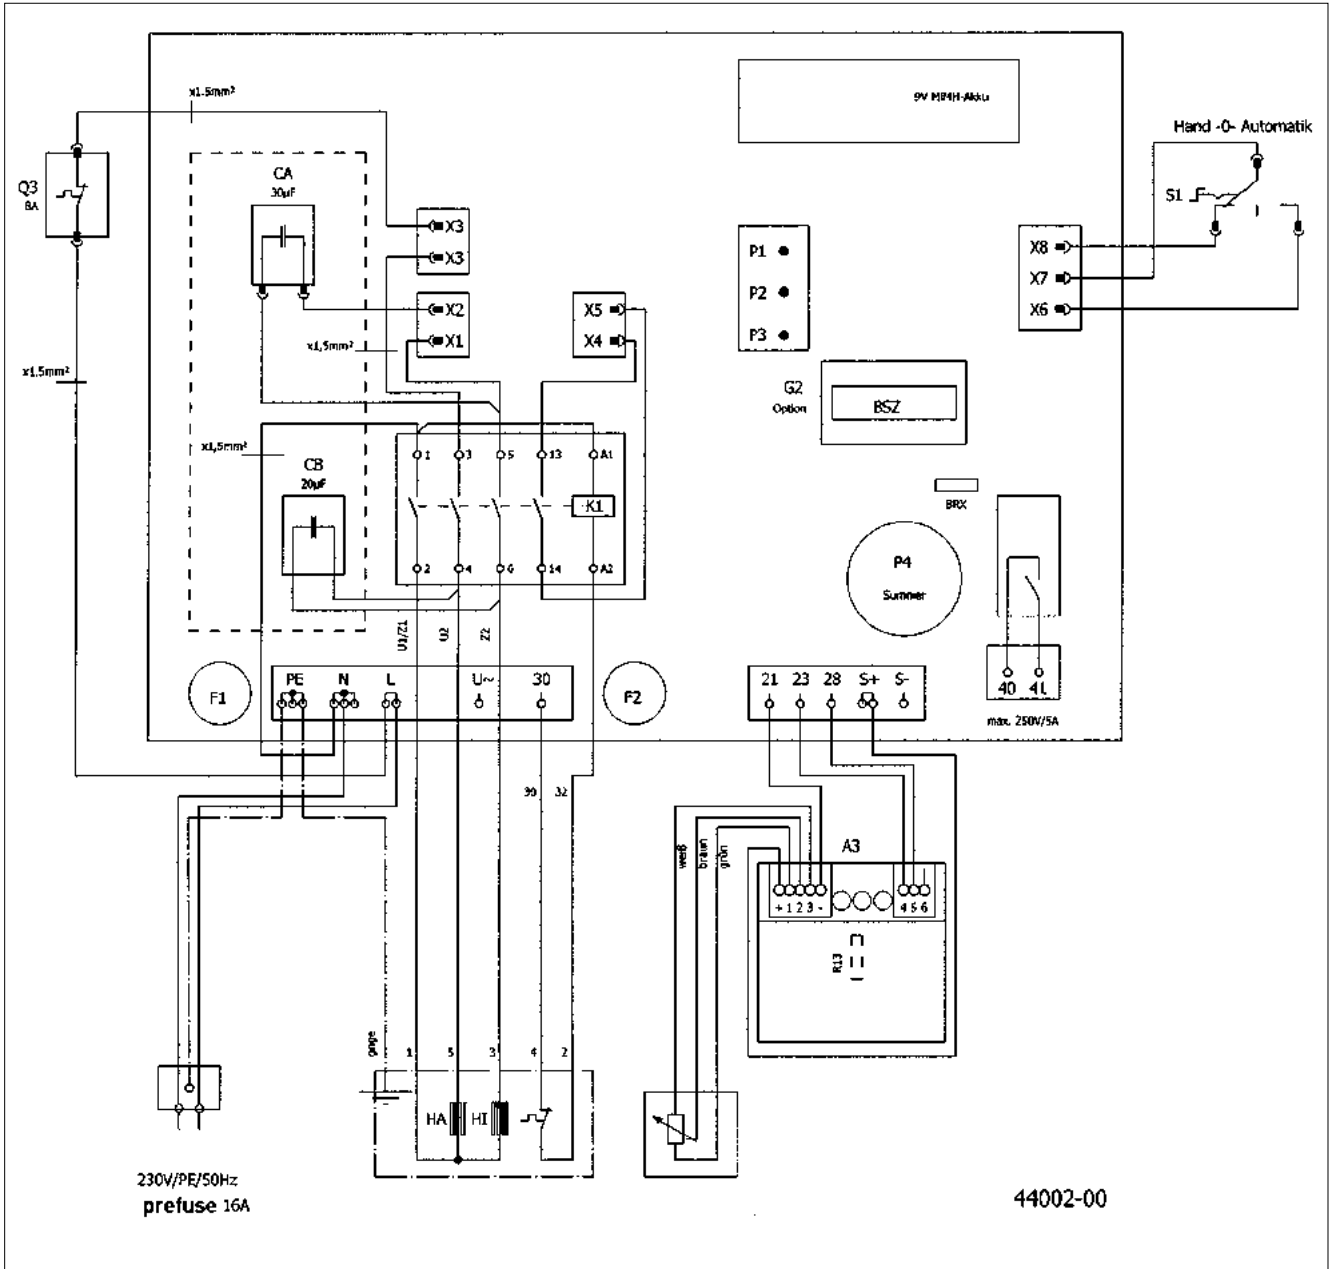 x1.5mm²
9V MP4H-Akku
Hand -0- Automatik
Q3
8A
CA
30µF
S1
X3
X3
X8
X7
X6
P1
P2
P3
X2
X1
X5
X4
x1,5mm²
x1.5mm²
G2
Option
BSZ
x1,5mm²
CB
20µF
1
3
5
13
A1
BRX
K1
P4
Summer
2
4
6
14
A2
U1/Z1
U2
Z2
F1
PE
N
L
U~
30
F2
21
23
28
S+
S-
40
41
max. 250V/5A
30
32
weiß
braun
grün
A3
+ 1 2 3 -
4 5 6
R13
gnge
1
5
3
4
2
HA
HI
230V/PE/50Hz
prefuse 16A
44002-00